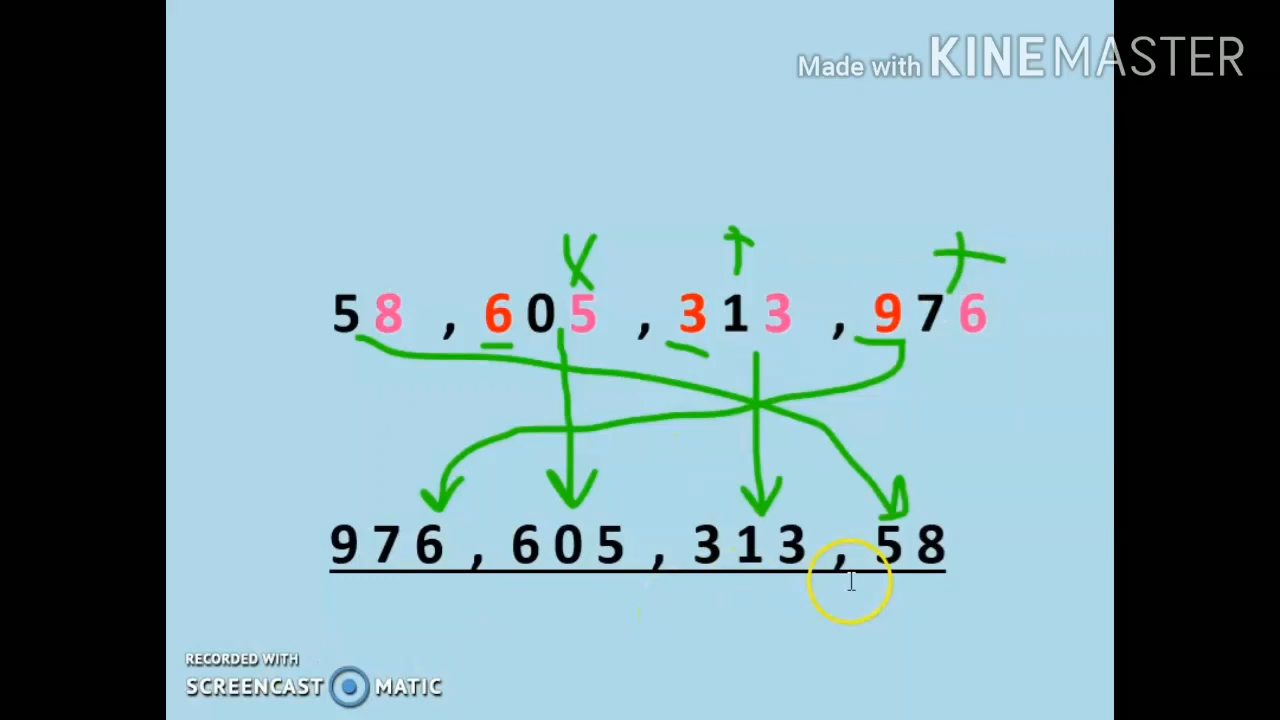 Made with KINEMASTER
58 , 605 , 313 , 976
976 , 605 , 313 , 58
RECORDED WITH
SCREENCAST MATIC